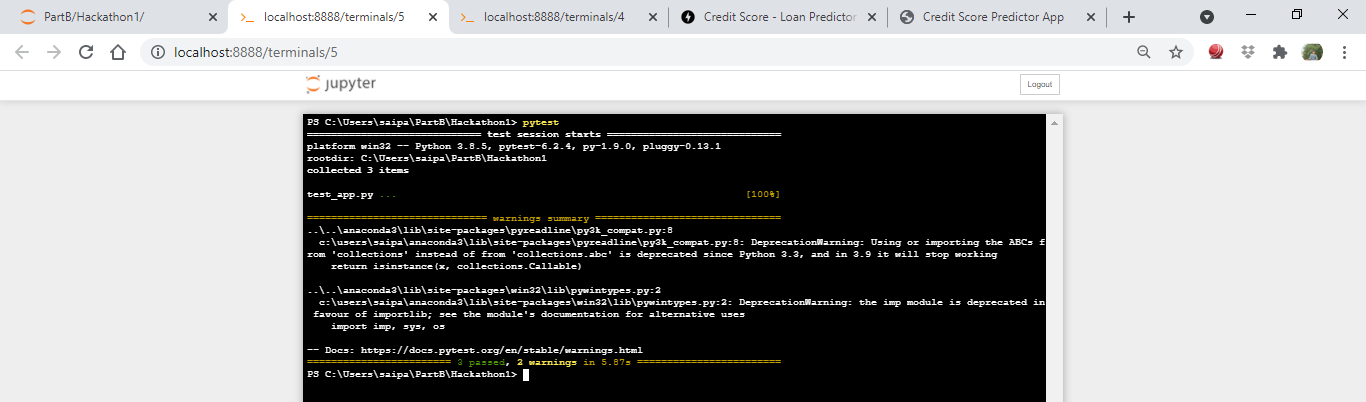 PartB/Hackathon1/
localhost:8888/terminals/5
localhost:8888/terminals/4
Credit Score - Loan Predictor
Credit Score Predictor App
localhost:8888/terminals/5
jupyter
Logout
PS C:\Users\saipa\PartB\Hackathon1> pytest
============================= test session starts =============================
platform win32 -- Python 3.8.5, pytest-6.2.4, py-1.9.0, pluggy-0.13.1
rootdir: C:\Users\saipa\PartB\Hackathon1
collected 3 items
test_app.py ... [100%]
============================== warnings summary ===============================
..\..\anaconda3\lib\site-packages\pyreadline\py3k_compat.py:8
c:\users\saipa\anaconda3\lib\site-packages\pyreadline\py3k_compat.py:8: DeprecationWarning: Using or importing the ABCs f
rom 'collections' instead of from 'collections.abc' is deprecated since Python 3.3, and in 3.9 it will stop working
return isinstance(x, collections.Callable)
..\..\anaconda3\lib\site-packages\win32\lib\pywintypes.py:2
c:\users\saipa\anaconda3\lib\site-packages\win32\lib\pywintypes.py:2: DeprecationWarning: the imp module is deprecated in
favour of importlib; see the module's documentation for alternative uses
import imp, sys, os
-- Docs: https://docs.pytest.org/en/stable/warnings.html
======================== 3 passed, 2 warnings in 5.87s ========================
PS C:\Users\saipa\PartB\Hackathon1>